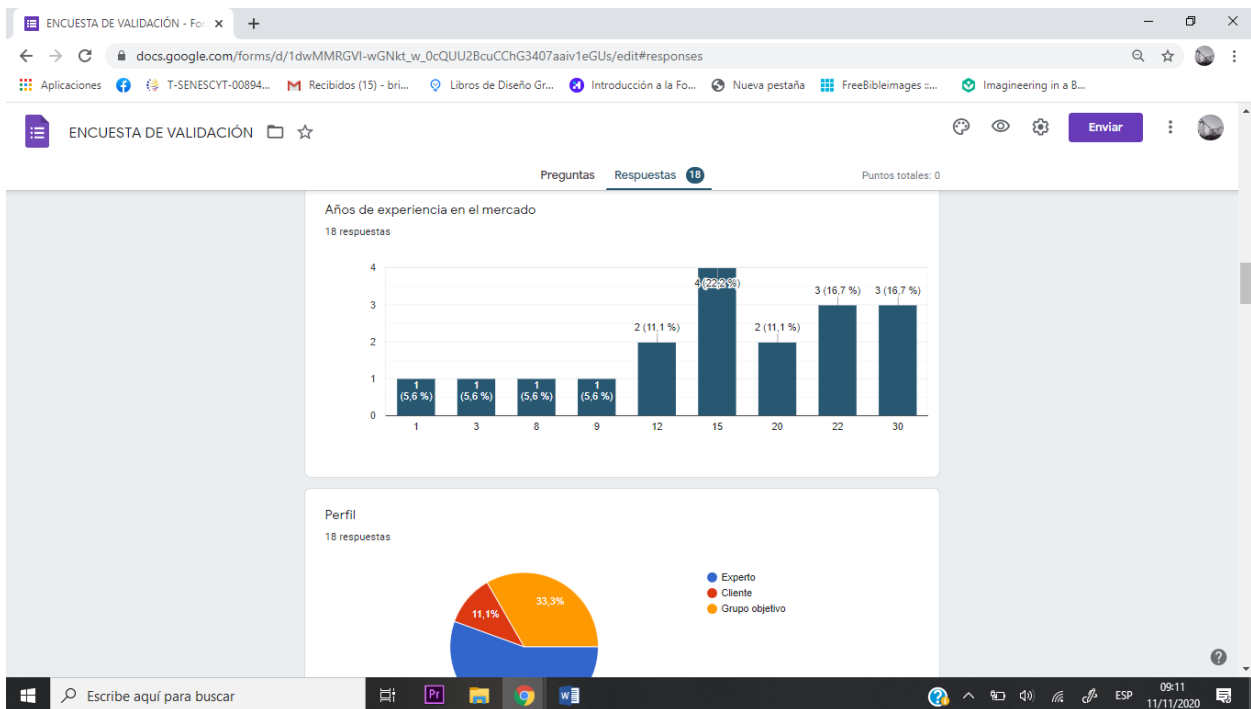 ENCUESTA DE VALIDACIÓN - For
docs.google.com/forms/d/1dwMMRGVI-wGNkt_w_0cQUU2BcuCChG3407aaiv1eGUs/edit#responses
Aplicaciones T-SENESCYT-00894... Recibidos (15) - bri... Libros de Diseño Gr... Introducción a la Fo... Nueva pestaña FreeBibleimages ::... Imagineering in a B...
ENCUESTA DE VALIDACIÓN Enviar
Preguntas Respuestas 18 Puntos totales: 0
Años de experiencia en el mercado
18 respuestas
4
3
2
1
0
1 (5,6 %)
1 (5,6 %)
1 (5,6 %)
1 (5,6 %)
2 (11,1 %)
4 (22,2 %)
2 (11,1 %)
3 (16,7 %)
3 (16,7 %)
1 3 8 9 12 15 20 22 30
Perfil
18 respuestas
11,1%
33,3%
Experto
Cliente
Grupo objetivo
Escribe aquí para buscar
Pr
W
ESP
09:11
11/11/2020